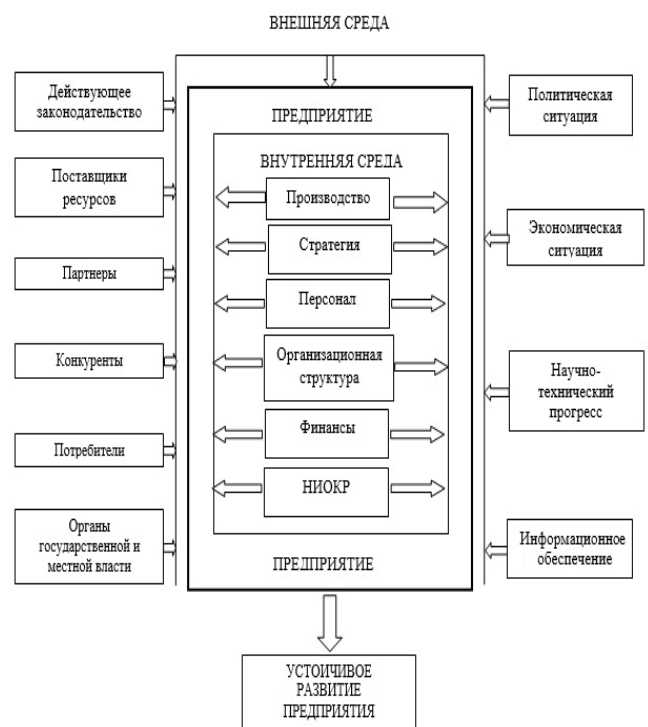 ВНЕШНЯЯ СРЕДА
Действующее
законодательство
Поставщики
ресурсов
Партнеры
Конкуренты
Потребители
Органы
государственной и
местной власти
ПРЕДПРИЯТИЕ
ВНУТРЕННЯЯ СРЕДА
Производство
Стратегия
Персонал
Организационная
структура
Финансы
НИОКР
ПРЕДПРИЯТИЕ
Политическая
ситуация
Экономическая
ситуация
Научно-
технический
прогресс
Информационное
обеспечение
УСТОИЧИВОЕ
РАЗВИТИЕ
ПРЕДПРИЯТИЯ